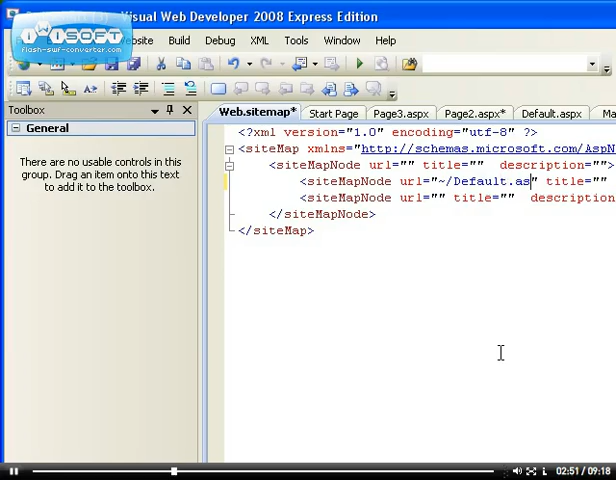 Visual Web Developer 2008 Express Edition
iWiSOFT
flash-swf-converter.com
Build Debug XML Tools Window Help
Toolbox
General
There are no usable controls in this
group. Drag an item onto this text
to add it to the toolbox.
Web.sitemap* Start Page Page3.aspx Page2.aspx* Default.aspx Ma
<?xml version="1.0" encoding="utf-8" ?>
<siteMap xmlns="http://schemas.microsoft.com/AspN
<siteMapNode url="" title="" description="">
<siteMapNode url="~/Default.as" title=""
<siteMapNode url="" title="" description
</siteMapNode>
</siteMap>
02:51 / 09:18